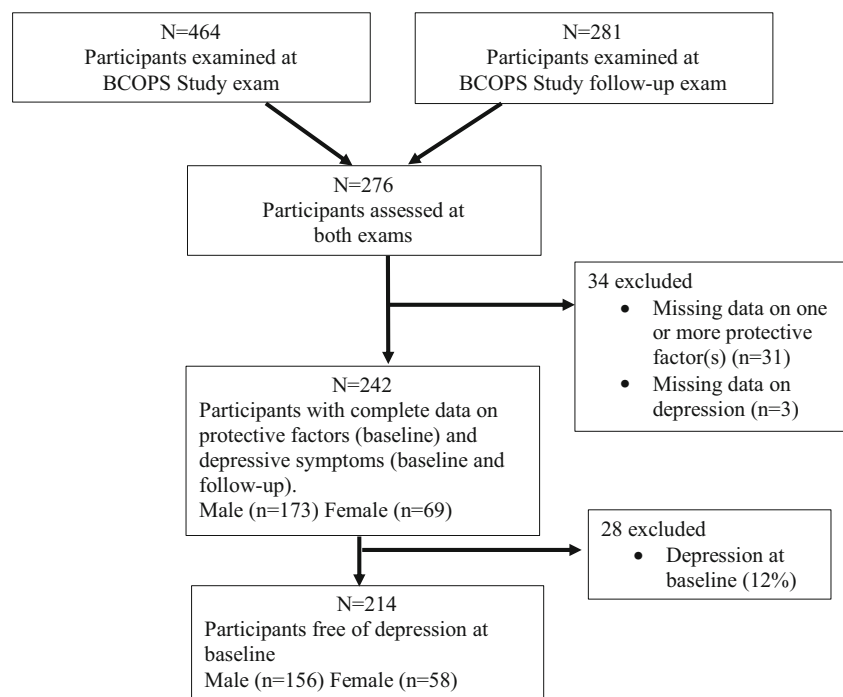 N=464
Participants examined at
BCOPS Study exam
N=281
Participants examined at
BCOPS Study follow-up exam
N=276
Participants assessed at
both exams
34 excluded
• Missing data on one
or more protective
factor(s) (n=31)
• Missing data on
depression (n=3)
N=242
Participants with complete data on
protective factors (baseline) and
depressive symptoms (baseline and
follow-up).
Male (n=173) Female (n=69)
28 excluded
• Depression at
baseline (12%)
N=214
Participants free of depression at
baseline
Male (n=156) Female (n=58)